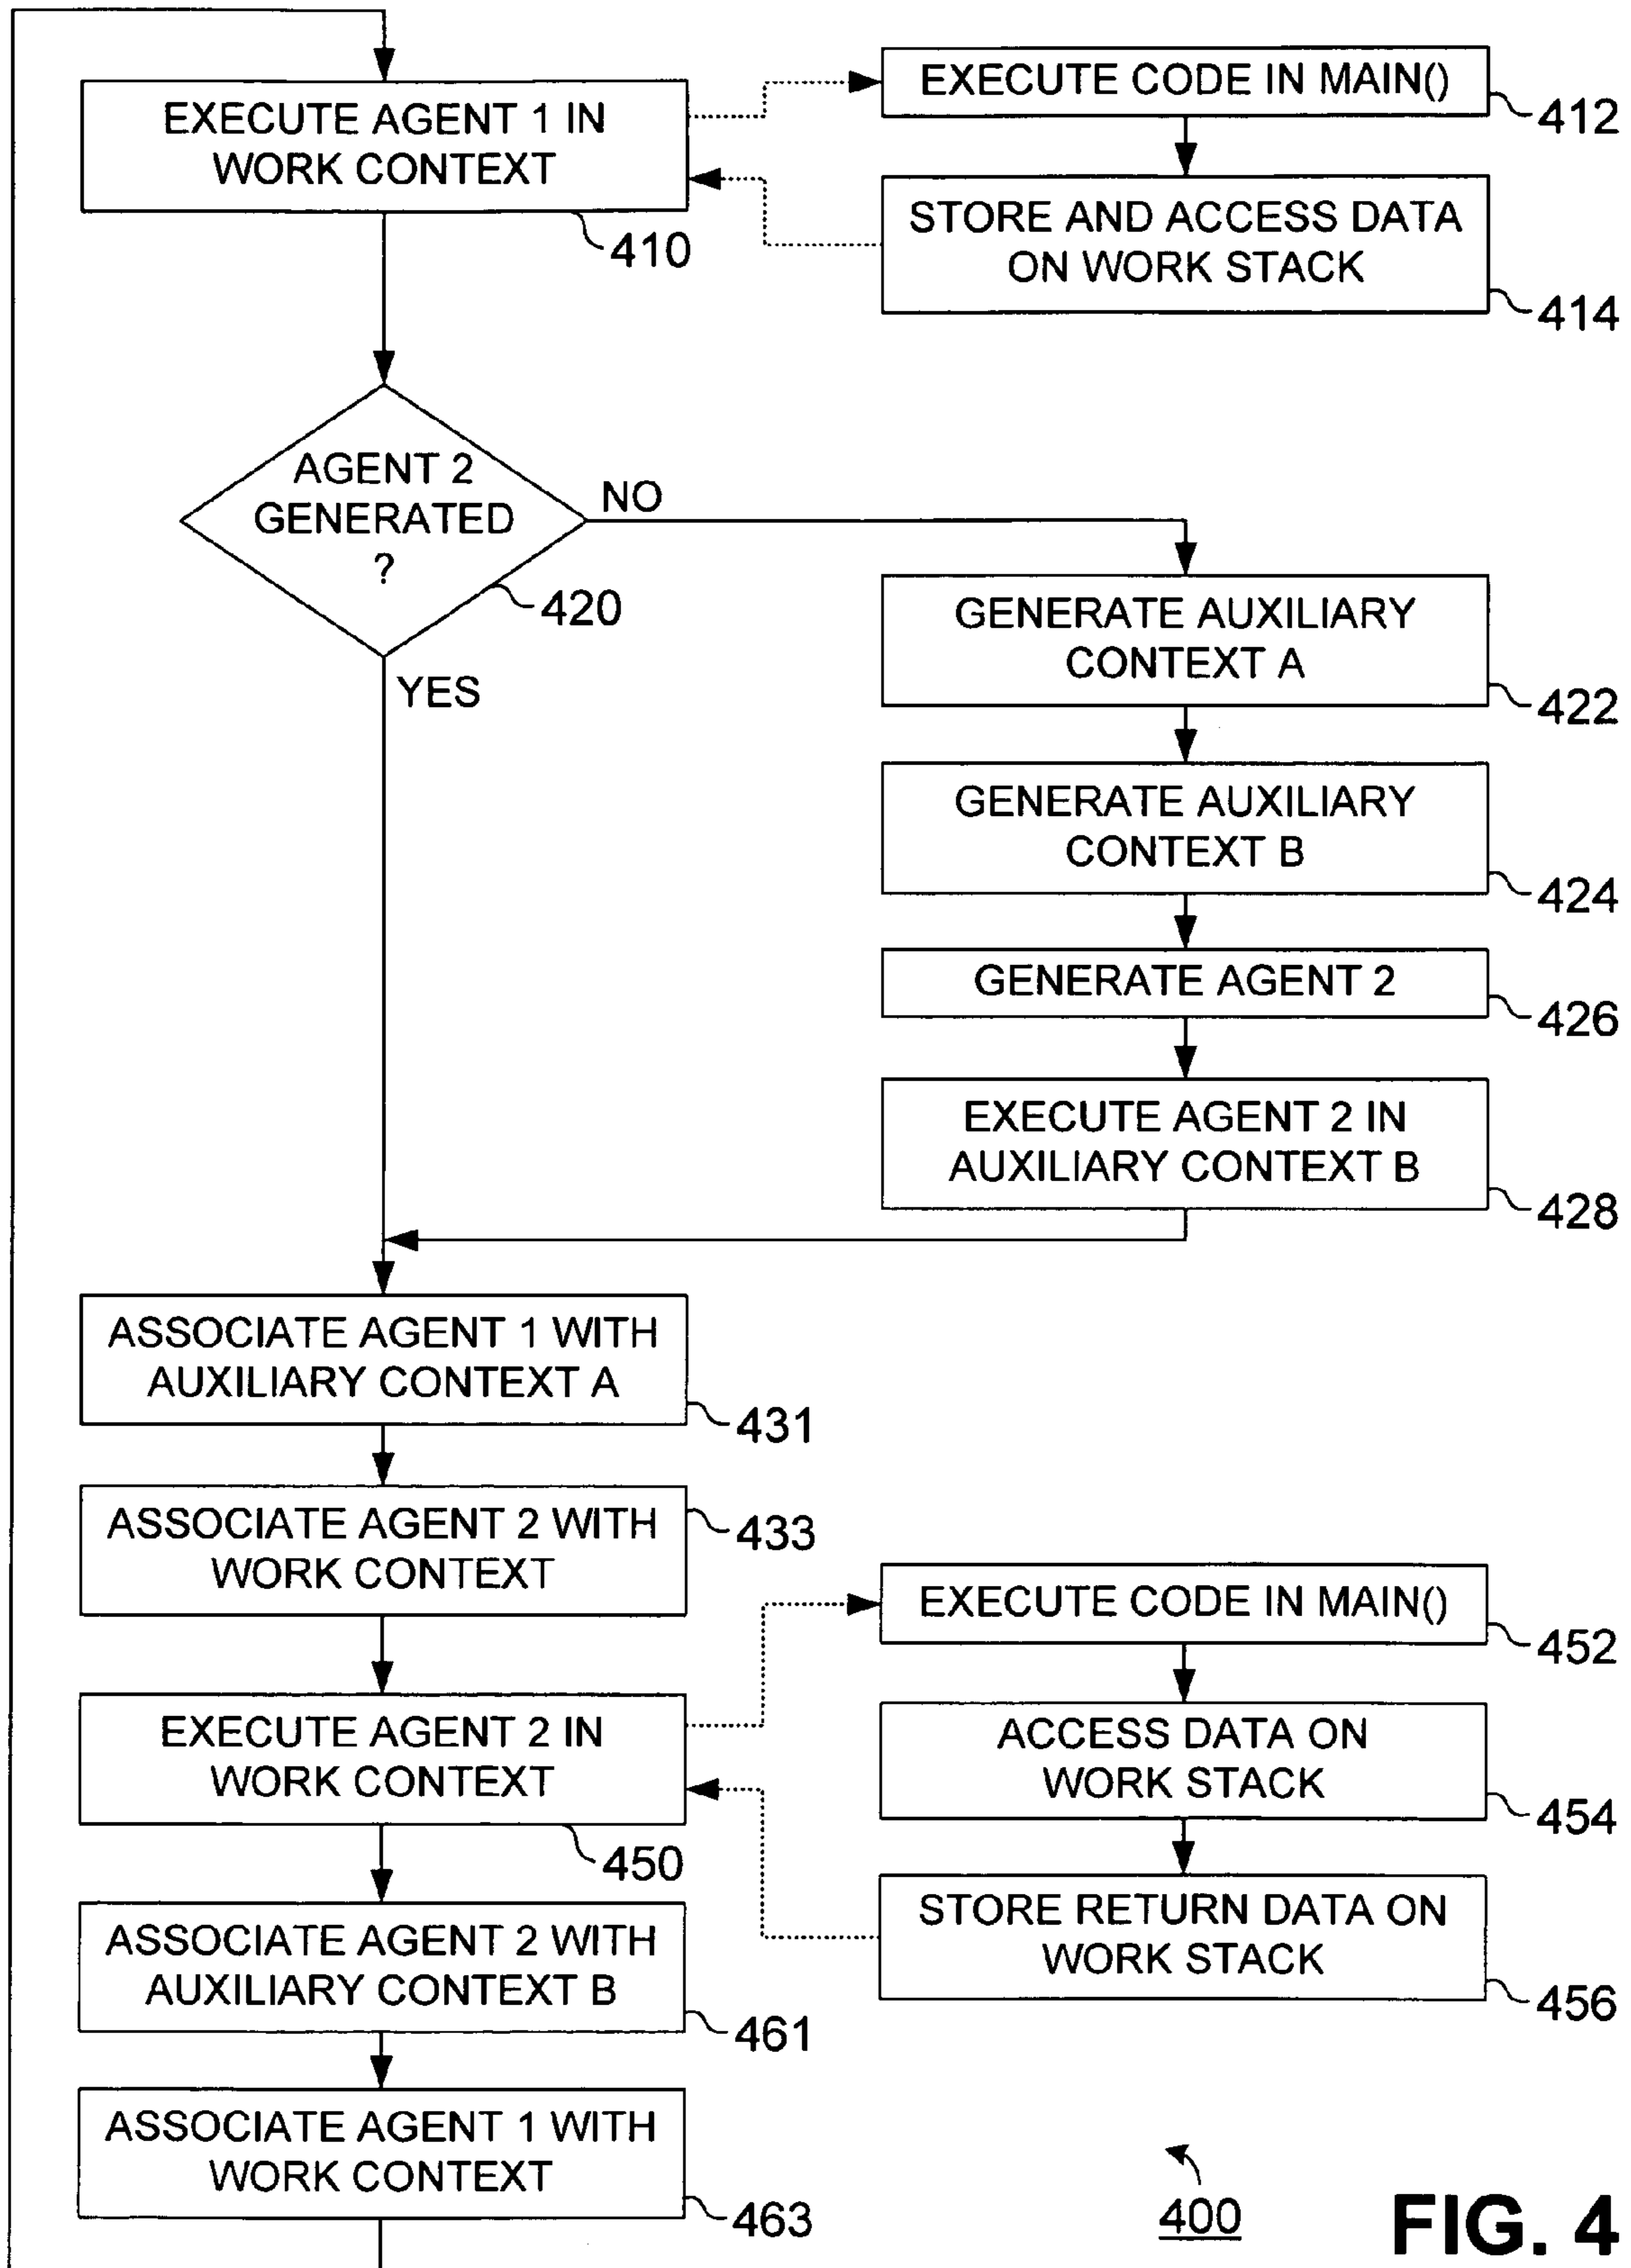 EXECUTE AGENT 1 IN
WORK CONTEXT
410
EXECUTE CODE IN MAIN()
412
STORE AND ACCESS DATA
ON WORK STACK
414
AGENT 2
GENERATED
?
420
NO
YES
GENERATE AUXILIARY
CONTEXT A
422
GENERATE AUXILIARY
CONTEXT B
424
GENERATE AGENT 2
426
EXECUTE AGENT 2 IN
AUXILIARY CONTEXT B
428
ASSOCIATE AGENT 1 WITH
AUXILIARY CONTEXT A
431
ASSOCIATE AGENT 2 WITH
WORK CONTEXT
433
EXECUTE AGENT 2 IN
WORK CONTEXT
450
EXECUTE CODE IN MAIN()
452
ACCESS DATA ON
WORK STACK
454
STORE RETURN DATA ON
WORK STACK
456
ASSOCIATE AGENT 2 WITH
AUXILIARY CONTEXT B
461
ASSOCIATE AGENT 1 WITH
WORK CONTEXT
463
400
FIG. 4